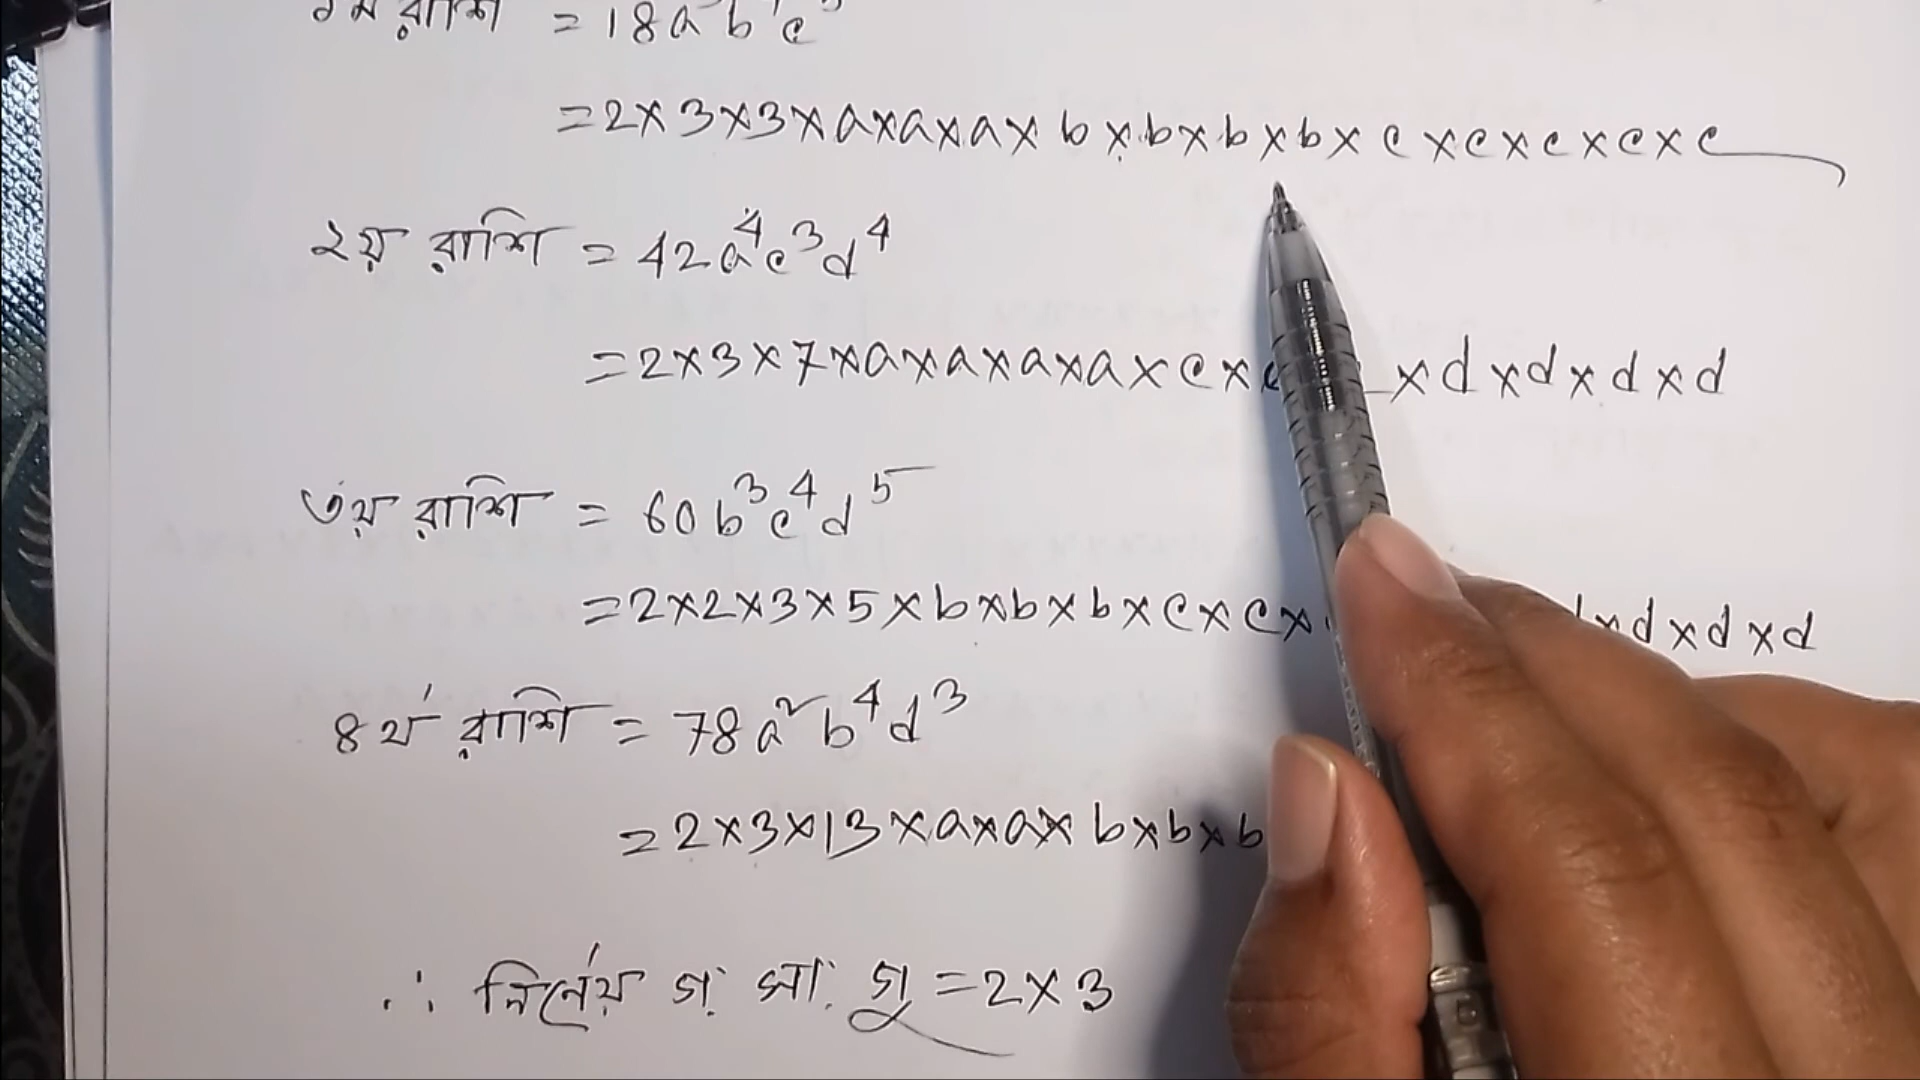 ১ম রাশি = 18a b c
=2×3×3×a×a×a×b×b×b×b×c×c×c×c×c
২য় রাশি = 42a⁴c³d⁴
=2×3×7×a×a×a×a×c× ×d×d×d×d
৩য় রাশি = 60b³c⁴d⁵
=2×2×3×5×b×b×b×c×c× ×d×d×d
৪র্থ রাশি = 78a²b⁴d³
=2×3×13×a×a×b×b×b
∴ নির্ণেয় গ. সা. গু =2×3